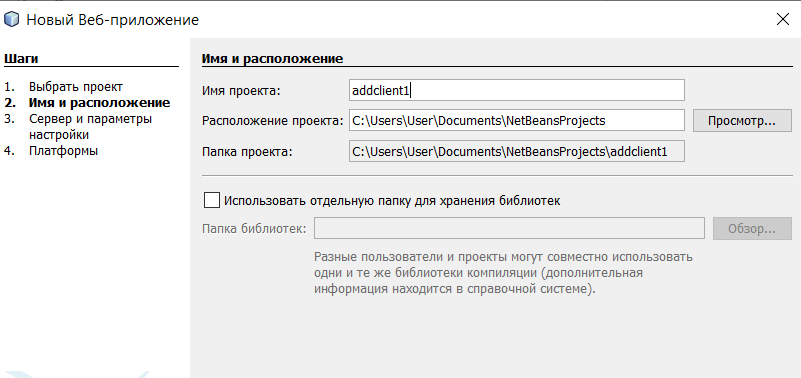 Новый Веб-приложение
Шаги
1. Выбрать проект
2. Имя и расположение
3. Сервер и параметры
настройки
4. Платформы
Имя и расположение
Имя проекта: addclient1
Расположение проекта: C:\Users\User\Documents\NetBeansProjects Просмотр...
Папка проекта: C:\Users\User\Documents\NetBeansProjects\addclient1
Использовать отдельную папку для хранения библиотек
Папка библиотек: Обзор...
Разные пользователи и проекты могут совместно использовать
одни и те же библиотеки компиляции (дополнительная
информация находится в справочной системе).